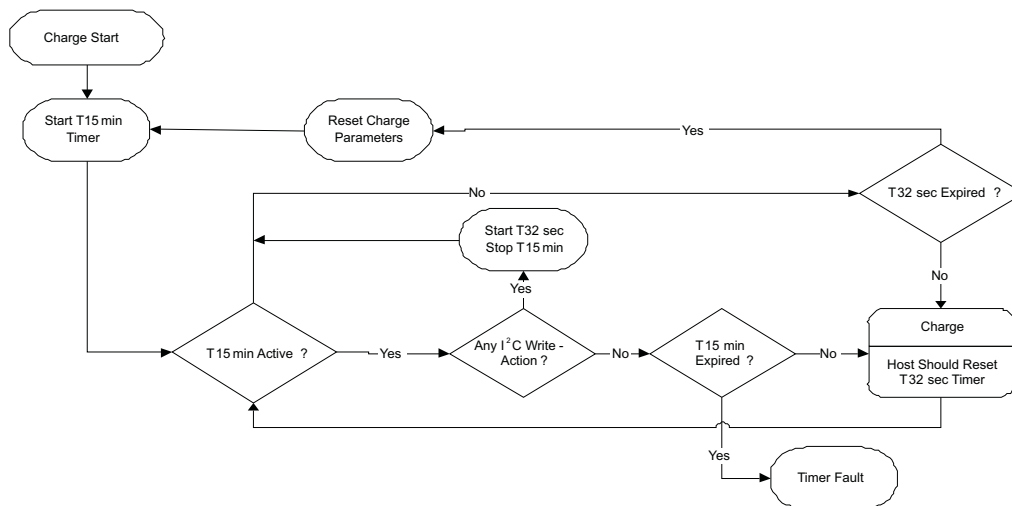 Charge Start
Start T15 min
Timer
Reset Charge
Parameters
Yes
No
T32 sec Expired ?
Start T32 sec
Stop T15 min
No
Yes
T15 min Active ?
Yes
Any I²C Write -
Action ?
No
T15 min
Expired ?
No
Charge
Host Should Reset
T32 sec Timer
Yes
Timer Fault